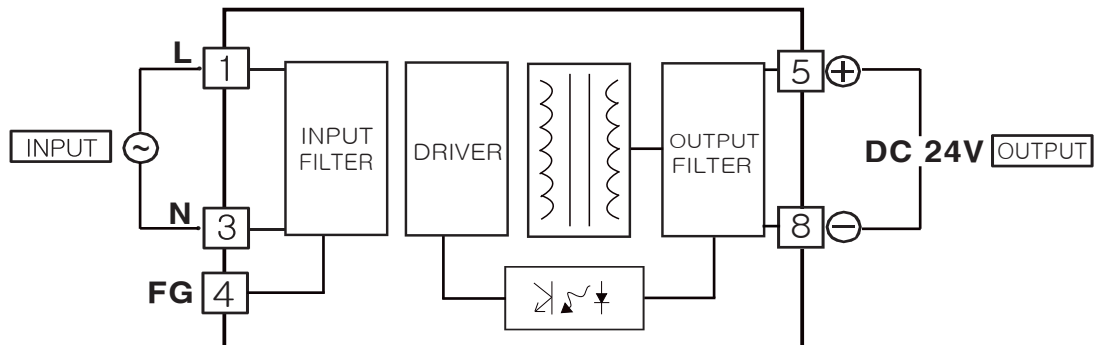 L
1
INPUT
~
N
3
FG
4
INPUT
FILTER
DRIVER
OUTPUT
FILTER
5
+
DC 24V
OUTPUT
8
−